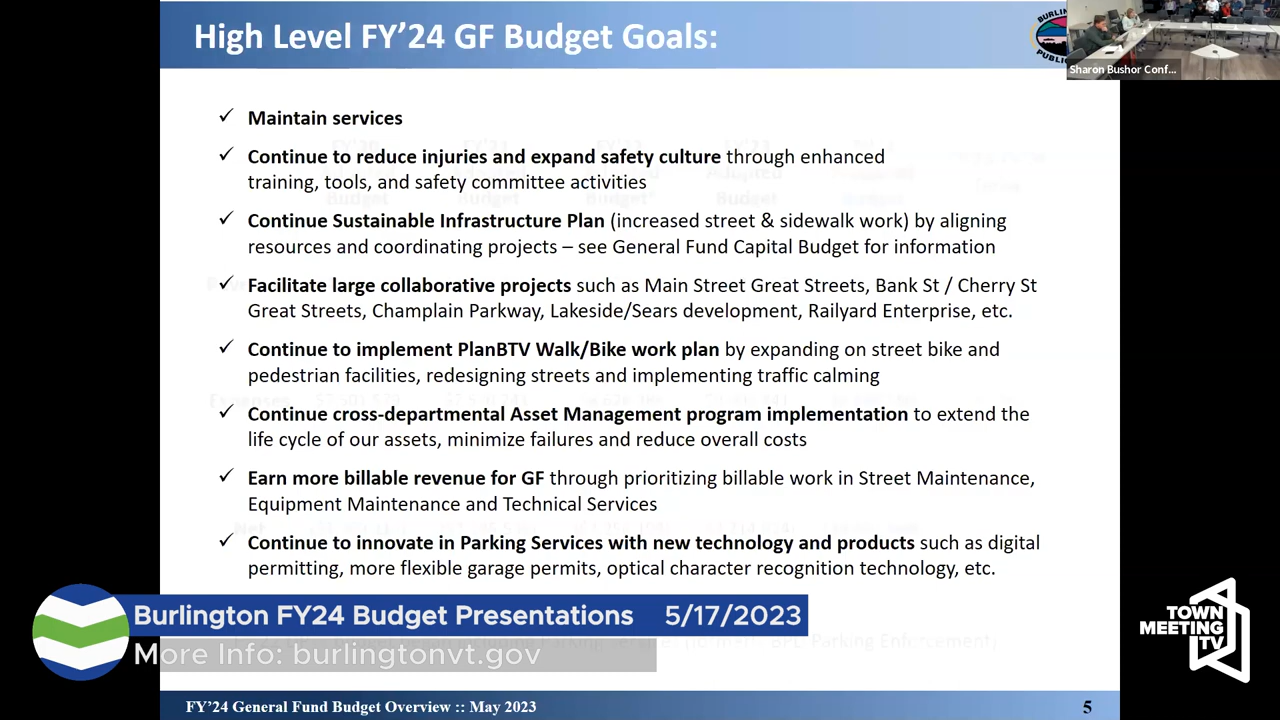 High Level FY’24 GF Budget Goals:
BURLIN
PUBLIC
Sharon Bushor Conf...
✓ Maintain services
✓ Continue to reduce injuries and expand safety culture through enhanced
training, tools, and safety committee activities
✓ Continue Sustainable Infrastructure Plan (increased street & sidewalk work) by aligning
resources and coordinating projects – see General Fund Capital Budget for information
✓ Facilitate large collaborative projects such as Main Street Great Streets, Bank St / Cherry St
Great Streets, Champlain Parkway, Lakeside/Sears development, Railyard Enterprise, etc.
✓ Continue to implement PlanBTV Walk/Bike work plan by expanding on street bike and
pedestrian facilities, redesigning streets and implementing traffic calming
✓ Continue cross-departmental Asset Management program implementation to extend the
life cycle of our assets, minimize failures and reduce overall costs
✓ Earn more billable revenue for GF through prioritizing billable work in Street Maintenance,
Equipment Maintenance and Technical Services
✓ Continue to innovate in Parking Services with new technology and products such as digital
permitting, more flexible garage permits, optical character recognition technology, etc.
Burlington FY24 Budget Presentations 5/17/2023
More Info: burlingtonvt.gov
TOWN
MEETING
TV
FY’24 General Fund Budget Overview :: May 2023
5